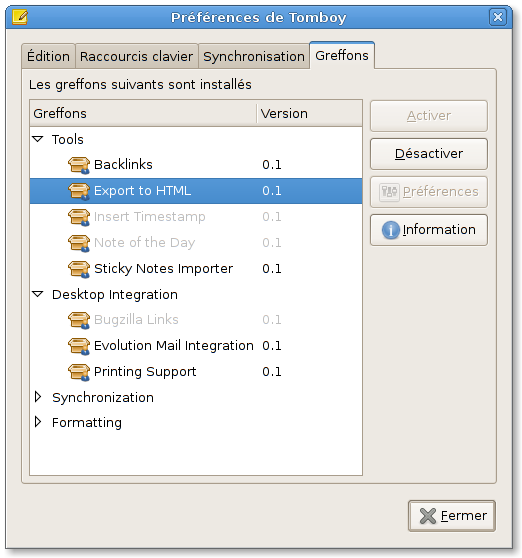 Préférences de Tomboy
Édition Raccourcis clavier Synchronisation Greffons
Les greffons suivants sont installés
Greffons Version
Tools
Backlinks 0.1
Export to HTML 0.1
Insert Timestamp 0.1
Note of the Day 0.1
Sticky Notes Importer 0.1
Desktop Integration
Bugzilla Links 0.1
Evolution Mail Integration 0.1
Printing Support 0.1
Synchronization
Formatting
Activer
Désactiver
Préférences
Information
Fermer